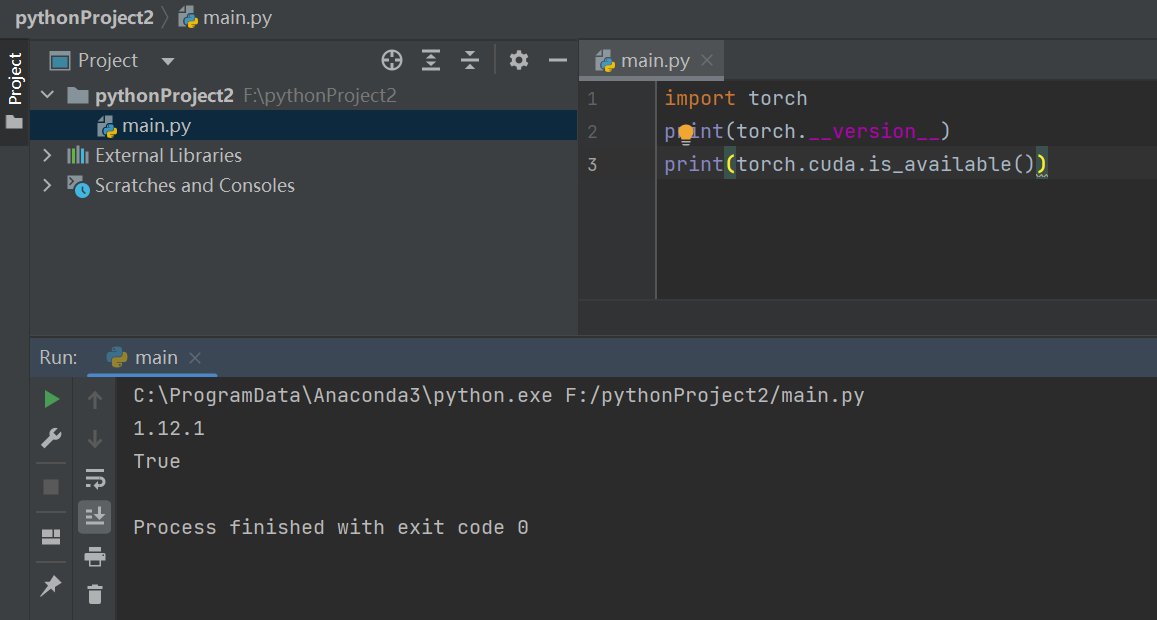 pythonProject2 main.py
Project
Project
main.py
pythonProject2 F:\pythonProject2
main.py
External Libraries
Scratches and Consoles
1 import torch
2 print(torch.__version__)
3 print(torch.cuda.is_available())
Run: main
C:\ProgramData\Anaconda3\python.exe F:/pythonProject2/main.py
1.12.1
True
Process finished with exit code 0